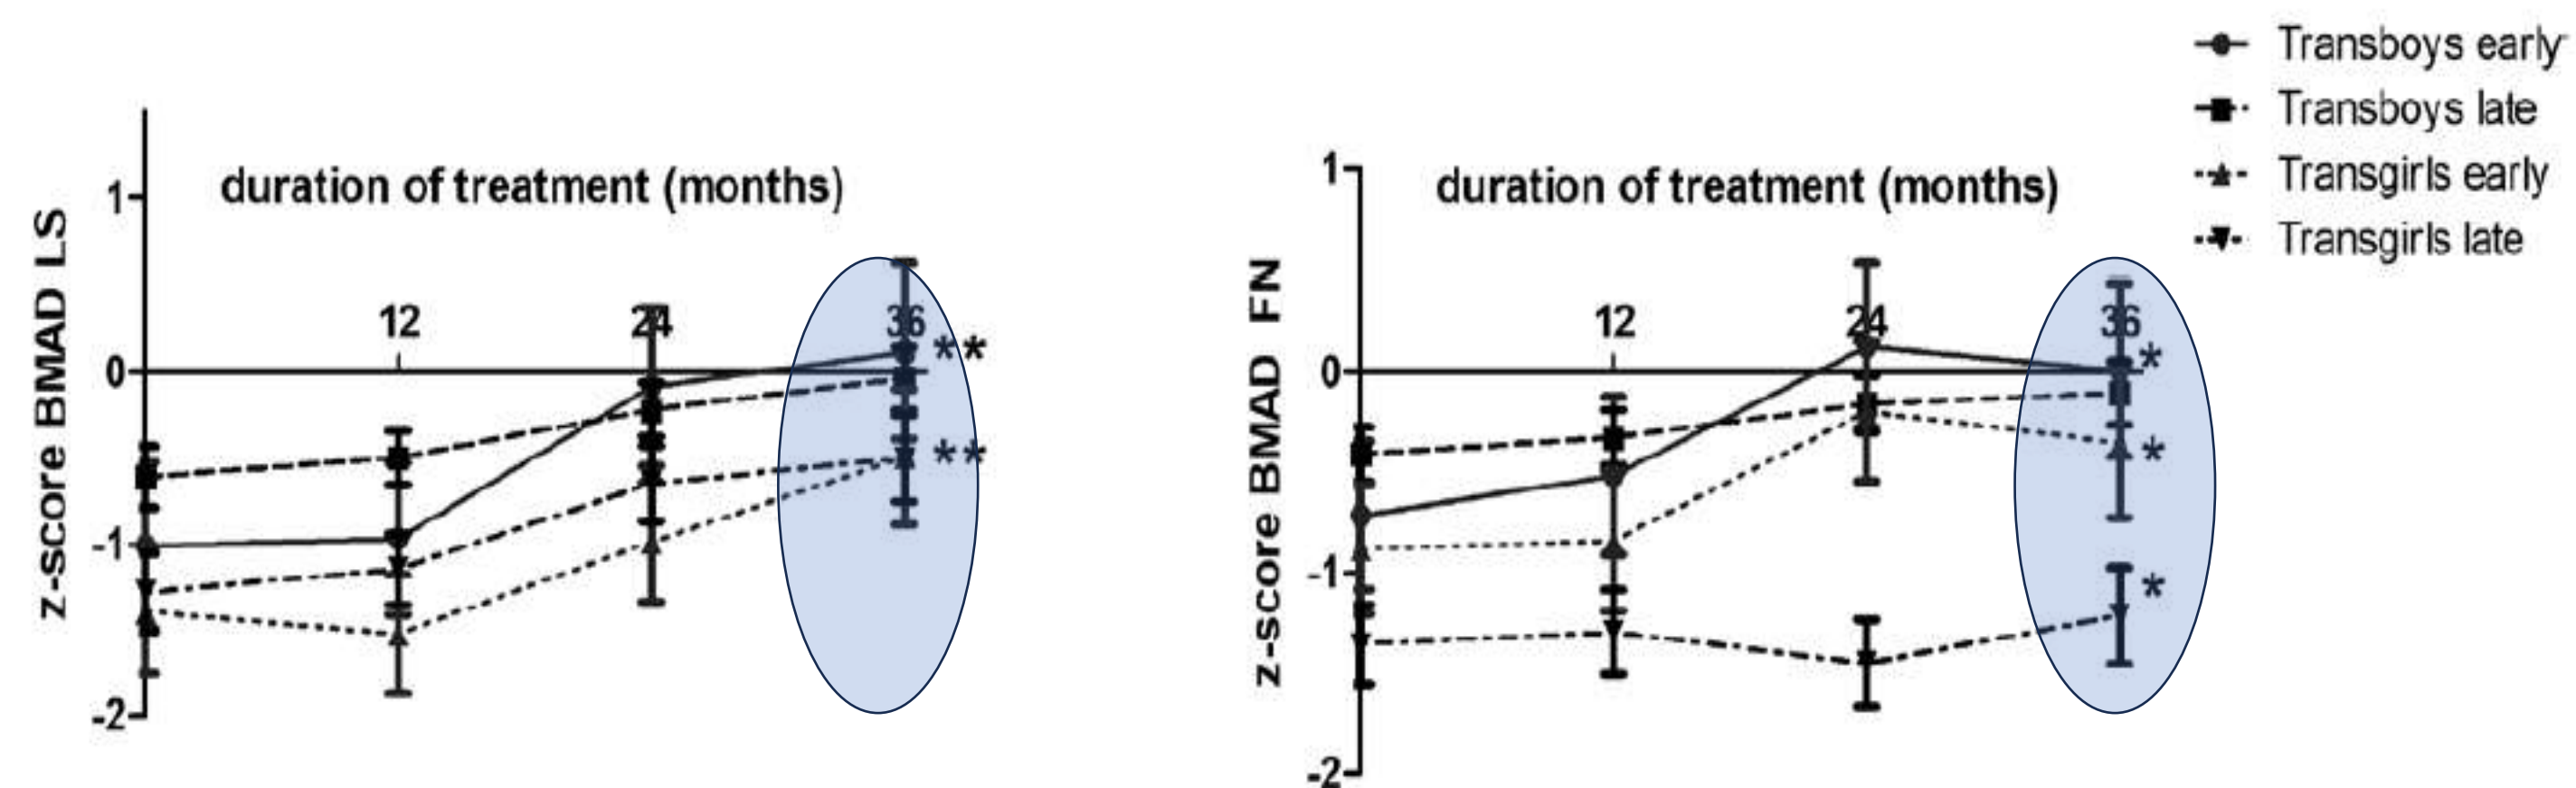 z-score BMAD LS
duration of treatment (months)
1
0
-1
-2
12
24
36
**
**
z-score BMAD FN
duration of treatment (months)
1
0
-1
-2
12
24
36
*
*
*
Transboys early
Transboys late
Transgirls early
Transgirls late